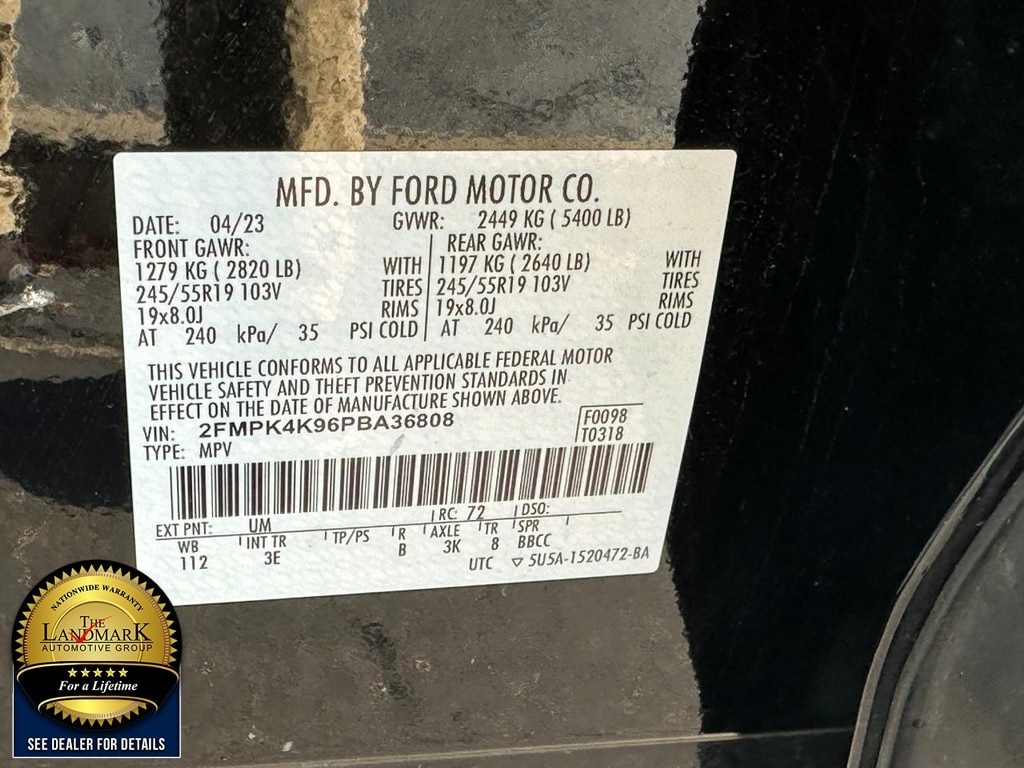 MFD. BY FORD MOTOR CO.
DATE: 04/23 GVWR: 2449 KG ( 5400 LB)
FRONT GAWR: REAR GAWR:
1279 KG ( 2820 LB) WITH 1197 KG ( 2640 LB) WITH
245/55R19 103V TIRES 245/55R19 103V TIRES
19x8.0J RIMS 19x8.0J RIMS
AT 240 kPa/ 35 PSI COLD AT 240 kPa/ 35 PSI COLD
THIS VEHICLE CONFORMS TO ALL APPLICABLE FEDERAL MOTOR
VEHICLE SAFETY AND THEFT PREVENTION STANDARDS IN
EFFECT ON THE DATE OF MANUFACTURE SHOWN ABOVE.
VIN: 2FMPK4K96PBA36808 F0098
TYPE: MPV T0318
EXT PNT: UM RC: 72 DSO:
WB INT TR TP/PS R AXLE TR SPR
112 3E B 3K 8 BBCC
UTC ▽ 5U5A-1520472-BA
NATIONWIDE WARRANTY
THE
LANDMARK
AUTOMOTIVE GROUP
For a Lifetime
SEE DEALER FOR DETAILS